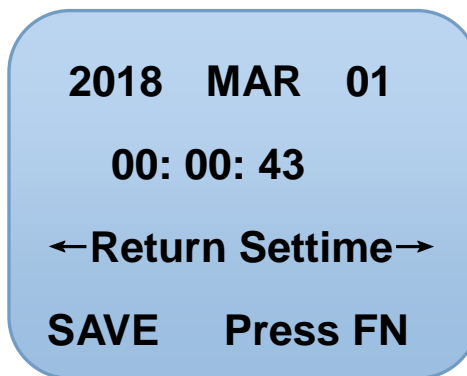 2018 MAR 01
00: 00: 43
←Return Settime→
SAVE Press FN